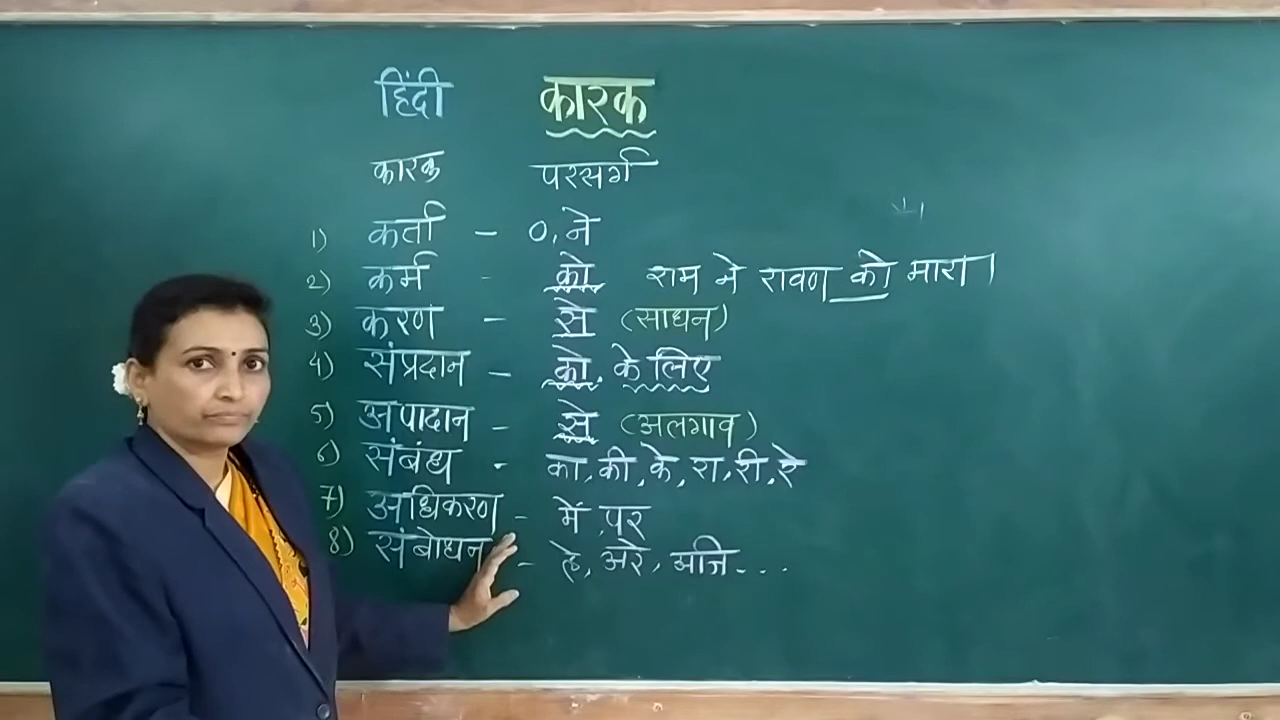 हिंदी कारक
कारक परसर्ग
1) कर्ता - 0, ने
2) कर्म - को राम ने रावण को मारा।
3) करण - से (साधन)
4) संप्रदान - को, के लिए
5) अपादान - से (अलगाव)
6) संबंध - का, की, के, रा, री, रे
7) अधिकरण - में, पर
8) संबोधन - हे, अरे, अजि...